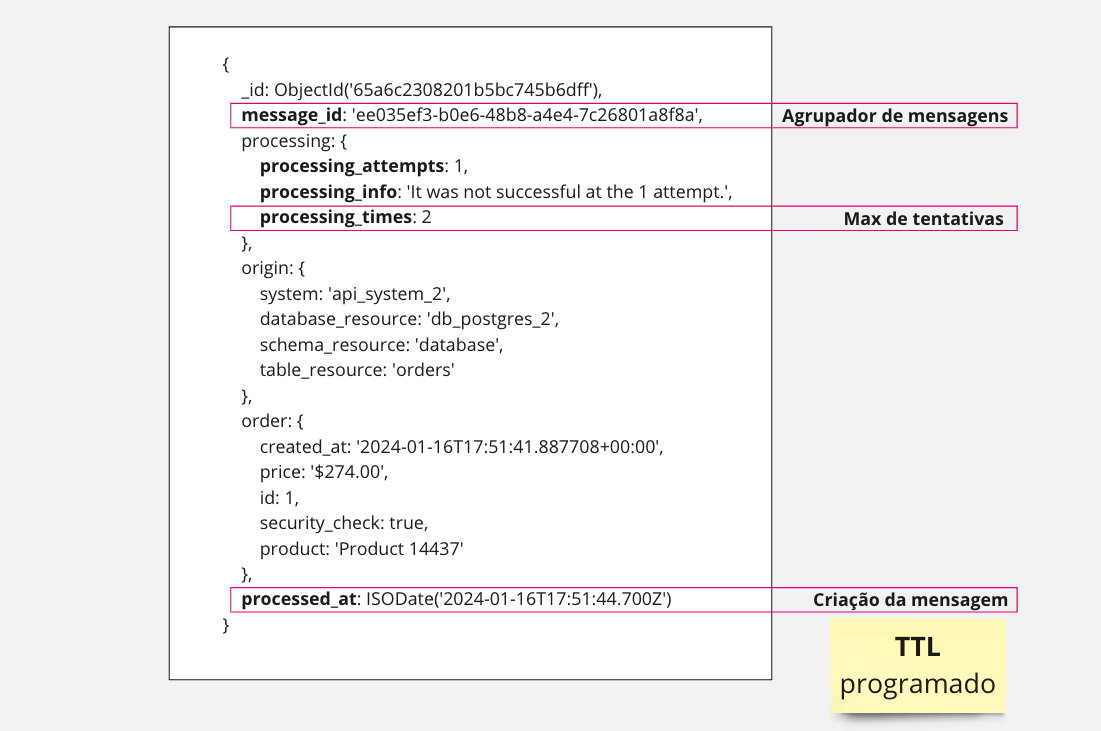 {
_id: ObjectId('65a6c2308201b5bc745b6dff'),
message_id: 'ee035ef3-b0e6-48b8-a4e4-7c26801a8f8a', Agrupador de mensagens
processing: {
processing_attempts: 1,
processing_info: 'It was not successful at the 1 attempt.',
processing_times: 2 Max de tentativas
},
origin: {
system: 'api_system_2',
database_resource: 'db_postgres_2',
schema_resource: 'database',
table_resource: 'orders'
},
order: {
created_at: '2024-01-16T17:51:41.887708+00:00',
price: '$274.00',
id: 1,
security_check: true,
product: 'Product 14437'
},
processed_at: ISODate('2024-01-16T17:51:44.700Z') Criação da mensagem
}
TTL
programado